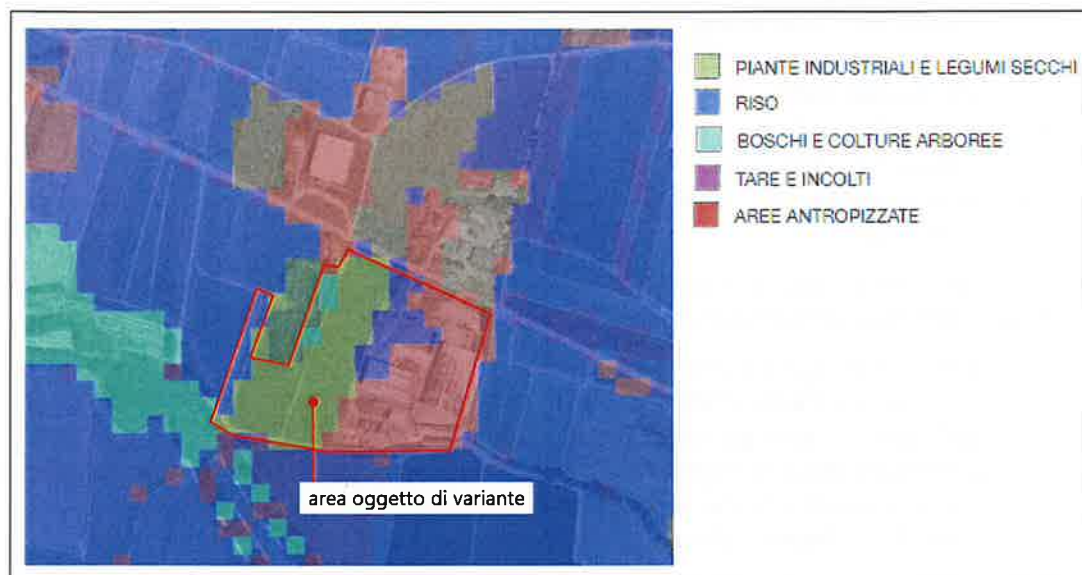 PIANTE INDUSTRIALI E LEGUMI SECCHI
RISO
BOSCHI E COLTURE ARBOREE
TARE E INCOLTI
AREE ANTROPIZZATE
area oggetto di variante